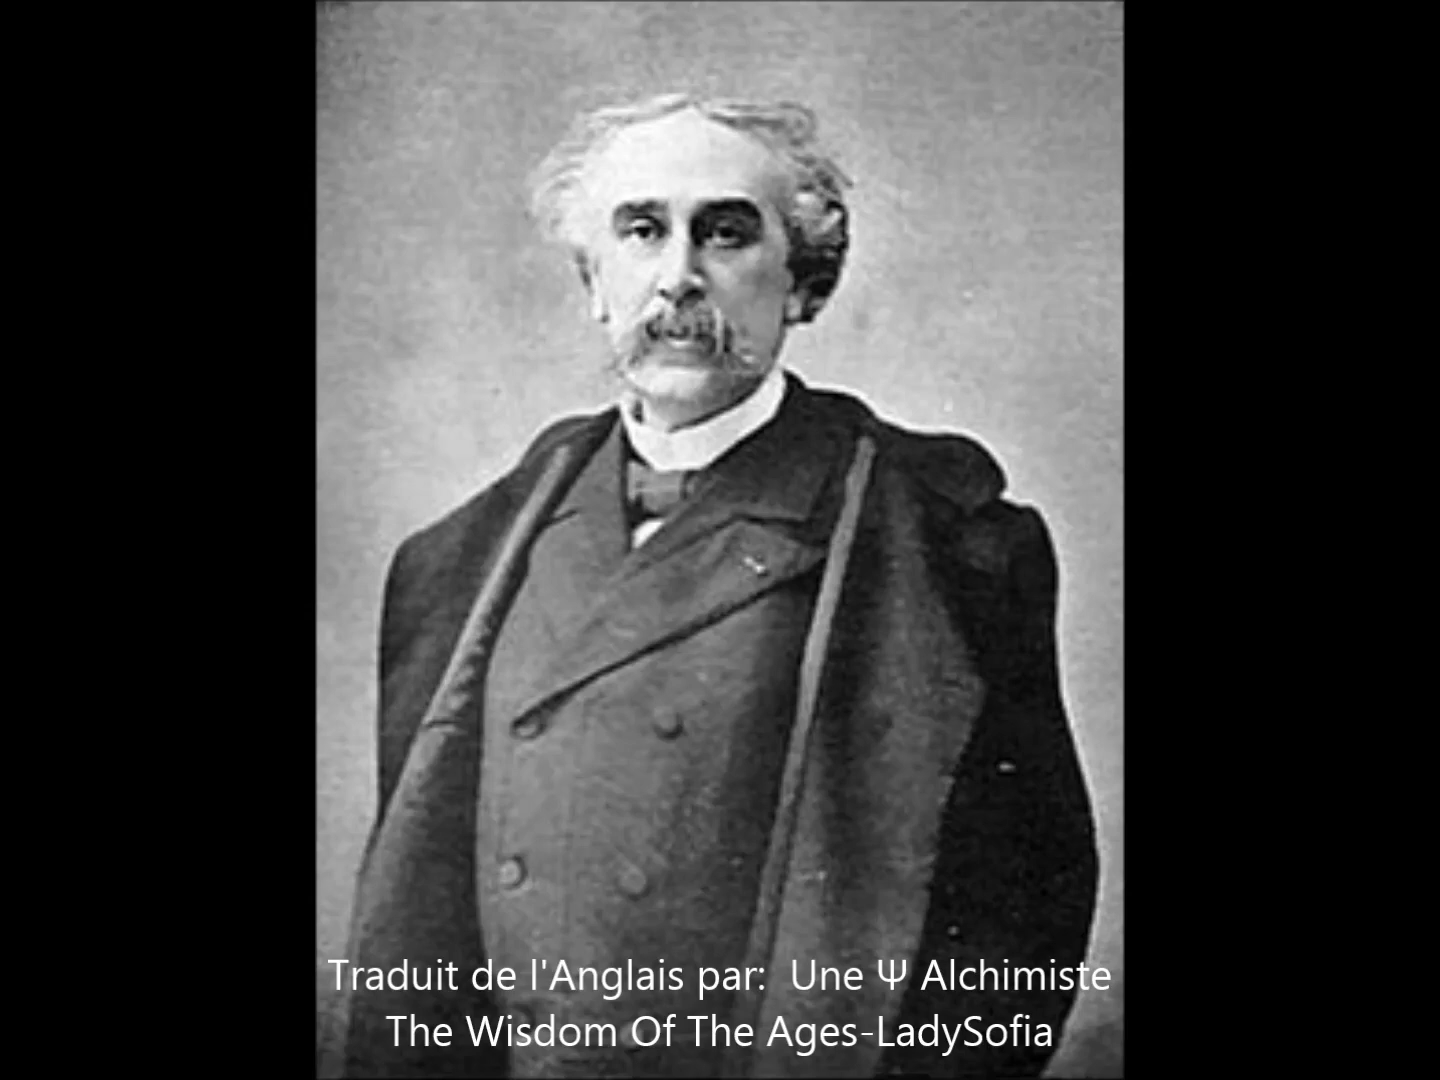 Traduit de l'Anglais par:  Une Ψ Alchimiste
The Wisdom Of The Ages-LadySofia